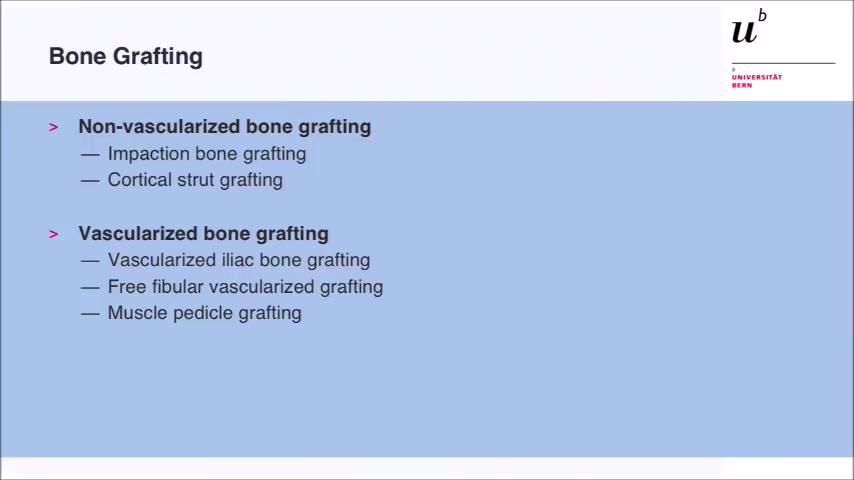 Bone Grafting
u^b
b
UNIVERSITÄT
BERN
> Non-vascularized bone grafting
— Impaction bone grafting
— Cortical strut grafting
> Vascularized bone grafting
— Vascularized iliac bone grafting
— Free fibular vascularized grafting
— Muscle pedicle grafting